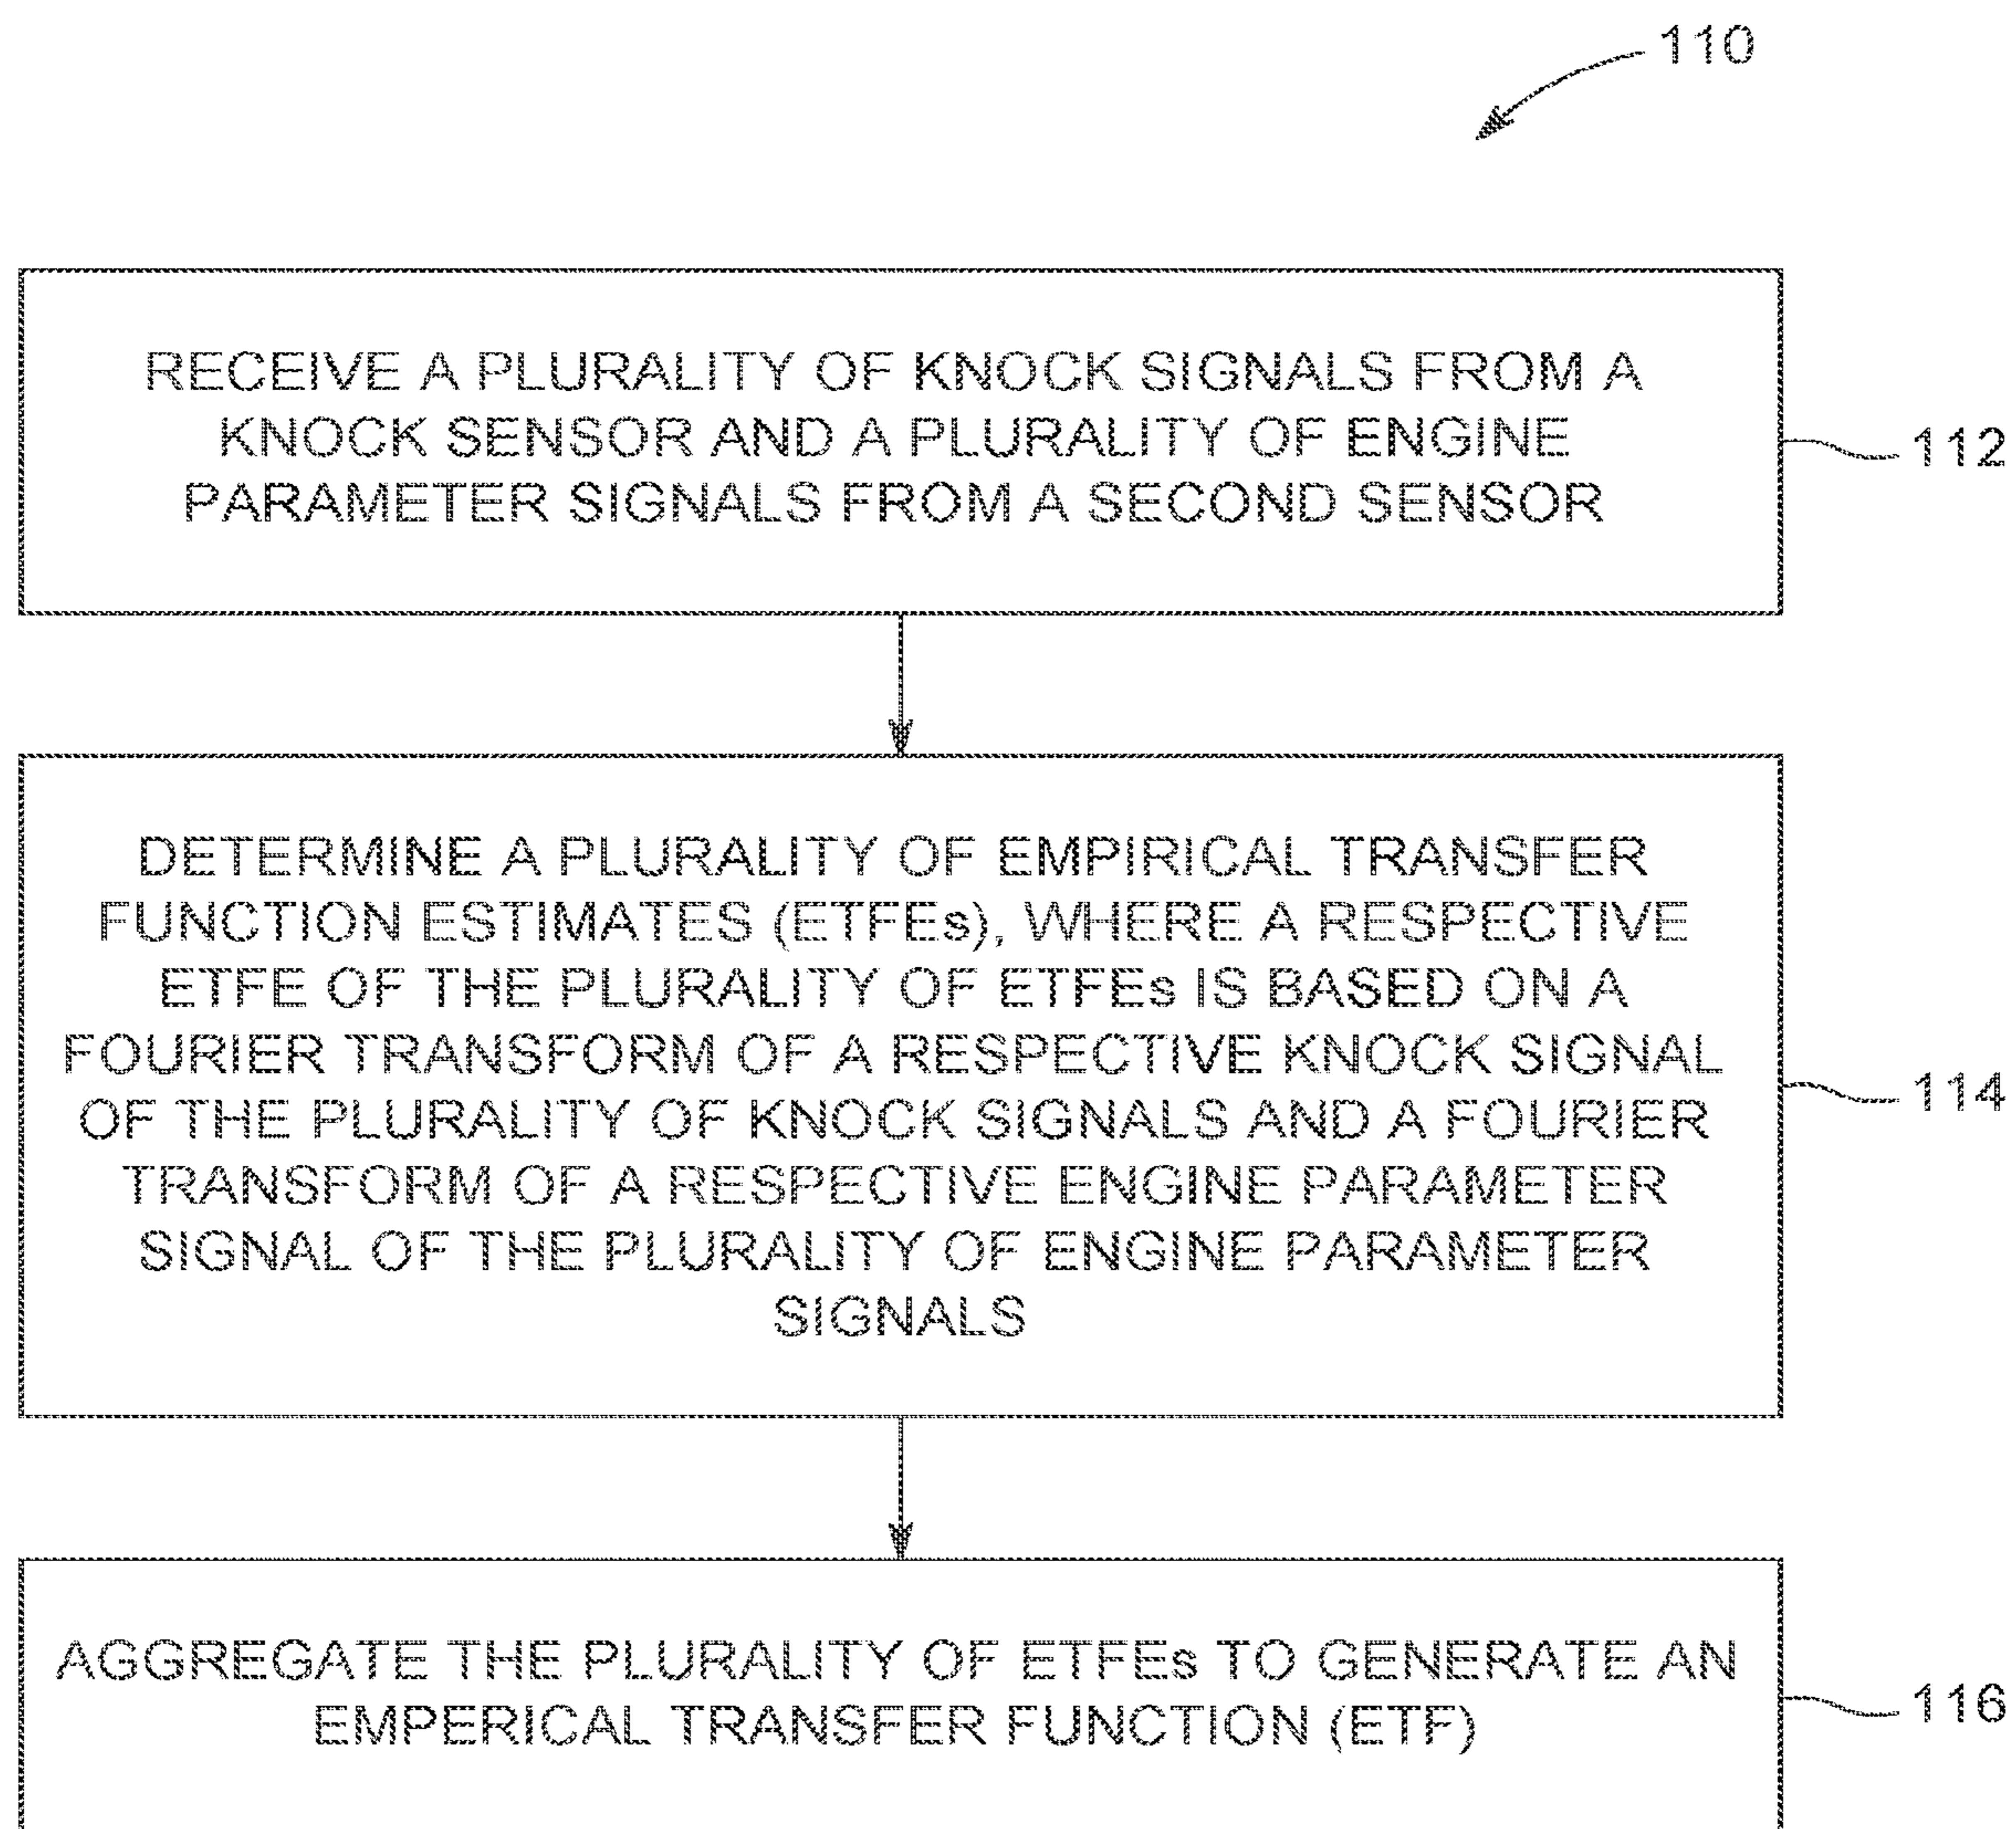 110
RECEIVE A PLURALITY OF KNOCK SIGNALS FROM A
KNOCK SENSOR AND A PLURALITY OF ENGINE
PARAMETER SIGNALS FROM A SECOND SENSOR
112
DETERMINE A PLURALITY OF EMPIRICAL TRANSFER
FUNCTION ESTIMATES (ETFEs), WHERE A RESPECTIVE
ETFE OF THE PLURALITY OF ETFEs IS BASED ON A
FOURIER TRANSFORM OF A RESPECTIVE KNOCK SIGNAL
OF THE PLURALITY OF KNOCK SIGNALS AND A FOURIER
TRANSFORM OF A RESPECTIVE ENGINE PARAMETER
SIGNAL OF THE PLURALITY OF ENGINE PARAMETER
SIGNALS
114
AGGREGATE THE PLURALITY OF ETFEs TO GENERATE AN
EMPERICAL TRANSFER FUNCTION (ETF)
116